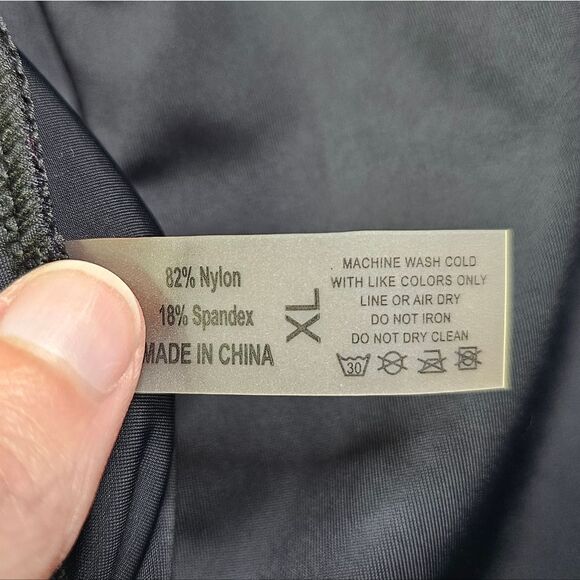 82% Nylon
18% Spandex
MADE IN CHINA
XL
MACHINE WASH COLD
WITH LIKE COLORS ONLY
LINE OR AIR DRY
DO NOT IRON
DO NOT DRY CLEAN
30